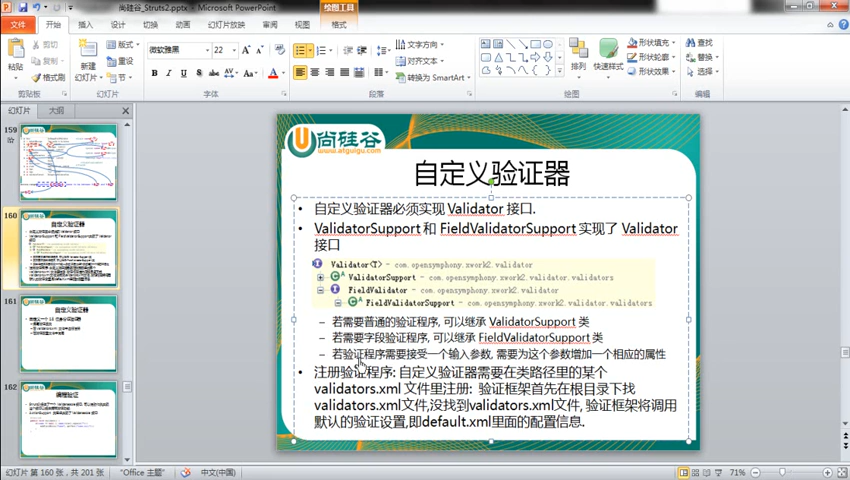 尚硅谷_Struts2.pptx - Microsoft PowerPoint
绘图工具
文件 开始 插入 设计 切换 动画 幻灯片放映 审阅 视图 格式
粘贴
剪切
复制
格式刷
剪贴板
新建
幻灯片
版式
重设
节
幻灯片
微软雅黑
22
字体
文字方向
对齐文本
转换为 SmartArt
段落
排列
快速样式
形状填充
形状轮廓
形状效果
绘图
查找
替换
选择
编辑
幻灯片 大纲
159
160
自定义验证器
161
自定义验证器
162
编程验证
尚硅谷
www.atguigu.com
自定义验证器
• 自定义验证器必须实现 Validator 接口.
• ValidatorSupport 和 FieldValidatorSupport 实现了 Validator
接口
Validator<T> - com.opensymphony.xwork2.validator
ValidatorSupport - com.opensymphony.xwork2.validator.validators
FieldValidator - com.opensymphony.xwork2.validator
FieldValidatorSupport - com.opensymphony.xwork2.validator.validators
– 若需要普通的验证程序, 可以继承 ValidatorSupport 类
– 若需要字段验证程序, 可以继承 FieldValidatorSupport 类
– 若验证程序需要接受一个输入参数, 需要为这个参数增加一个相应的属性
• 注册验证程序: 自定义验证器需要在类路径里的某个
validators.xml 文件里注册: 验证框架首先在根目录下找
validators.xml文件,没找到validators.xml文件, 验证框架将调用
默认的验证设置,即default.xml里面的配置信息.
幻灯片 第 160 张，共 201 张 "Office 主题" 中文(中国) 71%